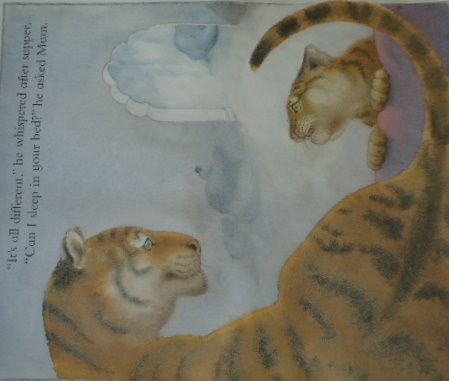 "It's all different," he whispered after supper.
"Can I sleep in your bed?" he asked Mum.